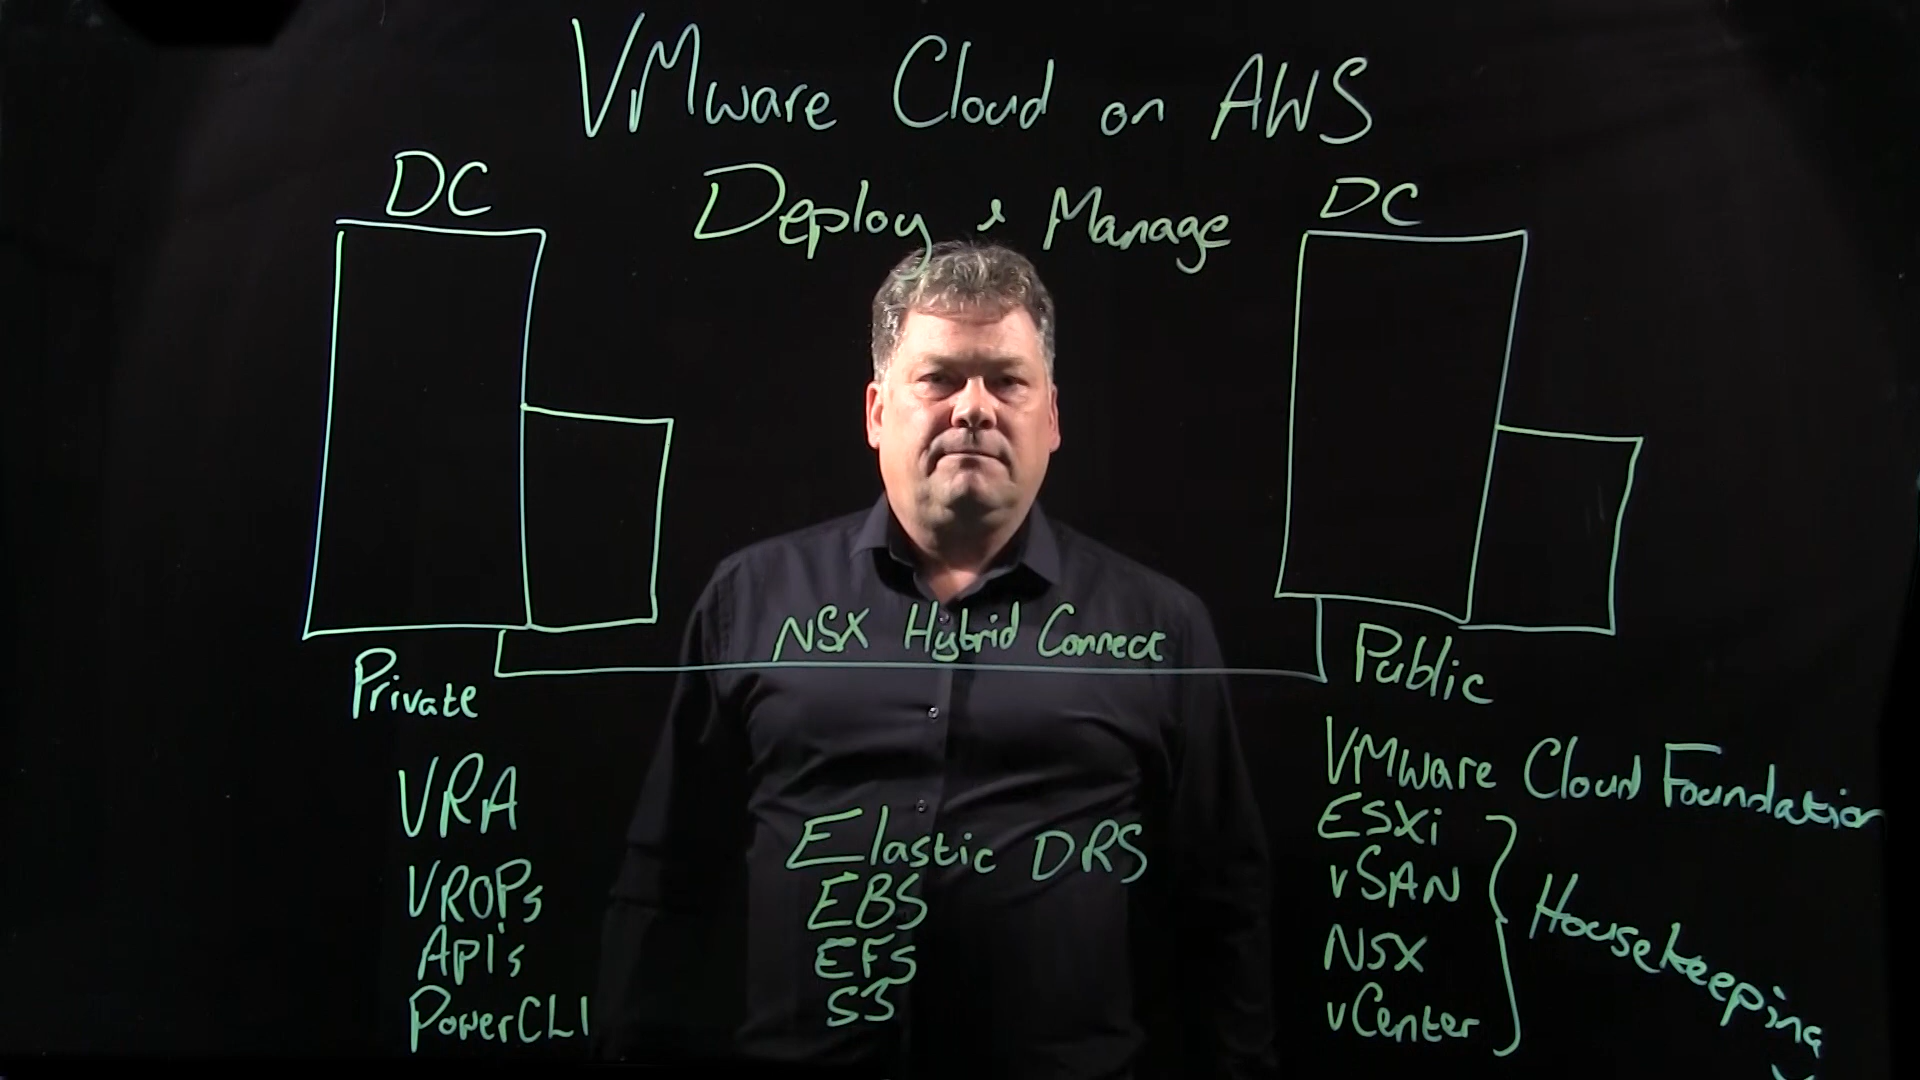 VMware Cloud on AWS
Deploy & Manage
DC
DC
NSX Hybrid Connect
Private
Public
VRA
VROPs
API's
PowerCLI
Elastic DRS
EBS
EFS
S3
VMware Cloud Foundation
ESXi
vSAN
NSX
vCenter
Housekeeping